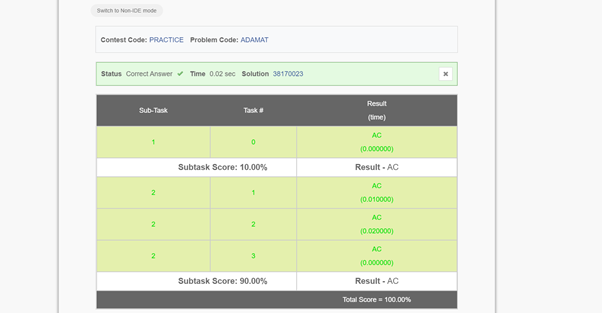 Switch to Non-IDE mode
Contest Code: PRACTICE Problem Code: ADAMAT
Status Correct Answer ✓ Time 0.02 sec Solution 38170023 ✖
Sub-Task Task # Result
(time)
1 0 AC
(0.000000)
Subtask Score: 10.00% Result - AC
2 1 AC
(0.010000)
2 2 AC
(0.020000)
2 3 AC
(0.000000)
Subtask Score: 90.00% Result - AC
Total Score = 100.00%